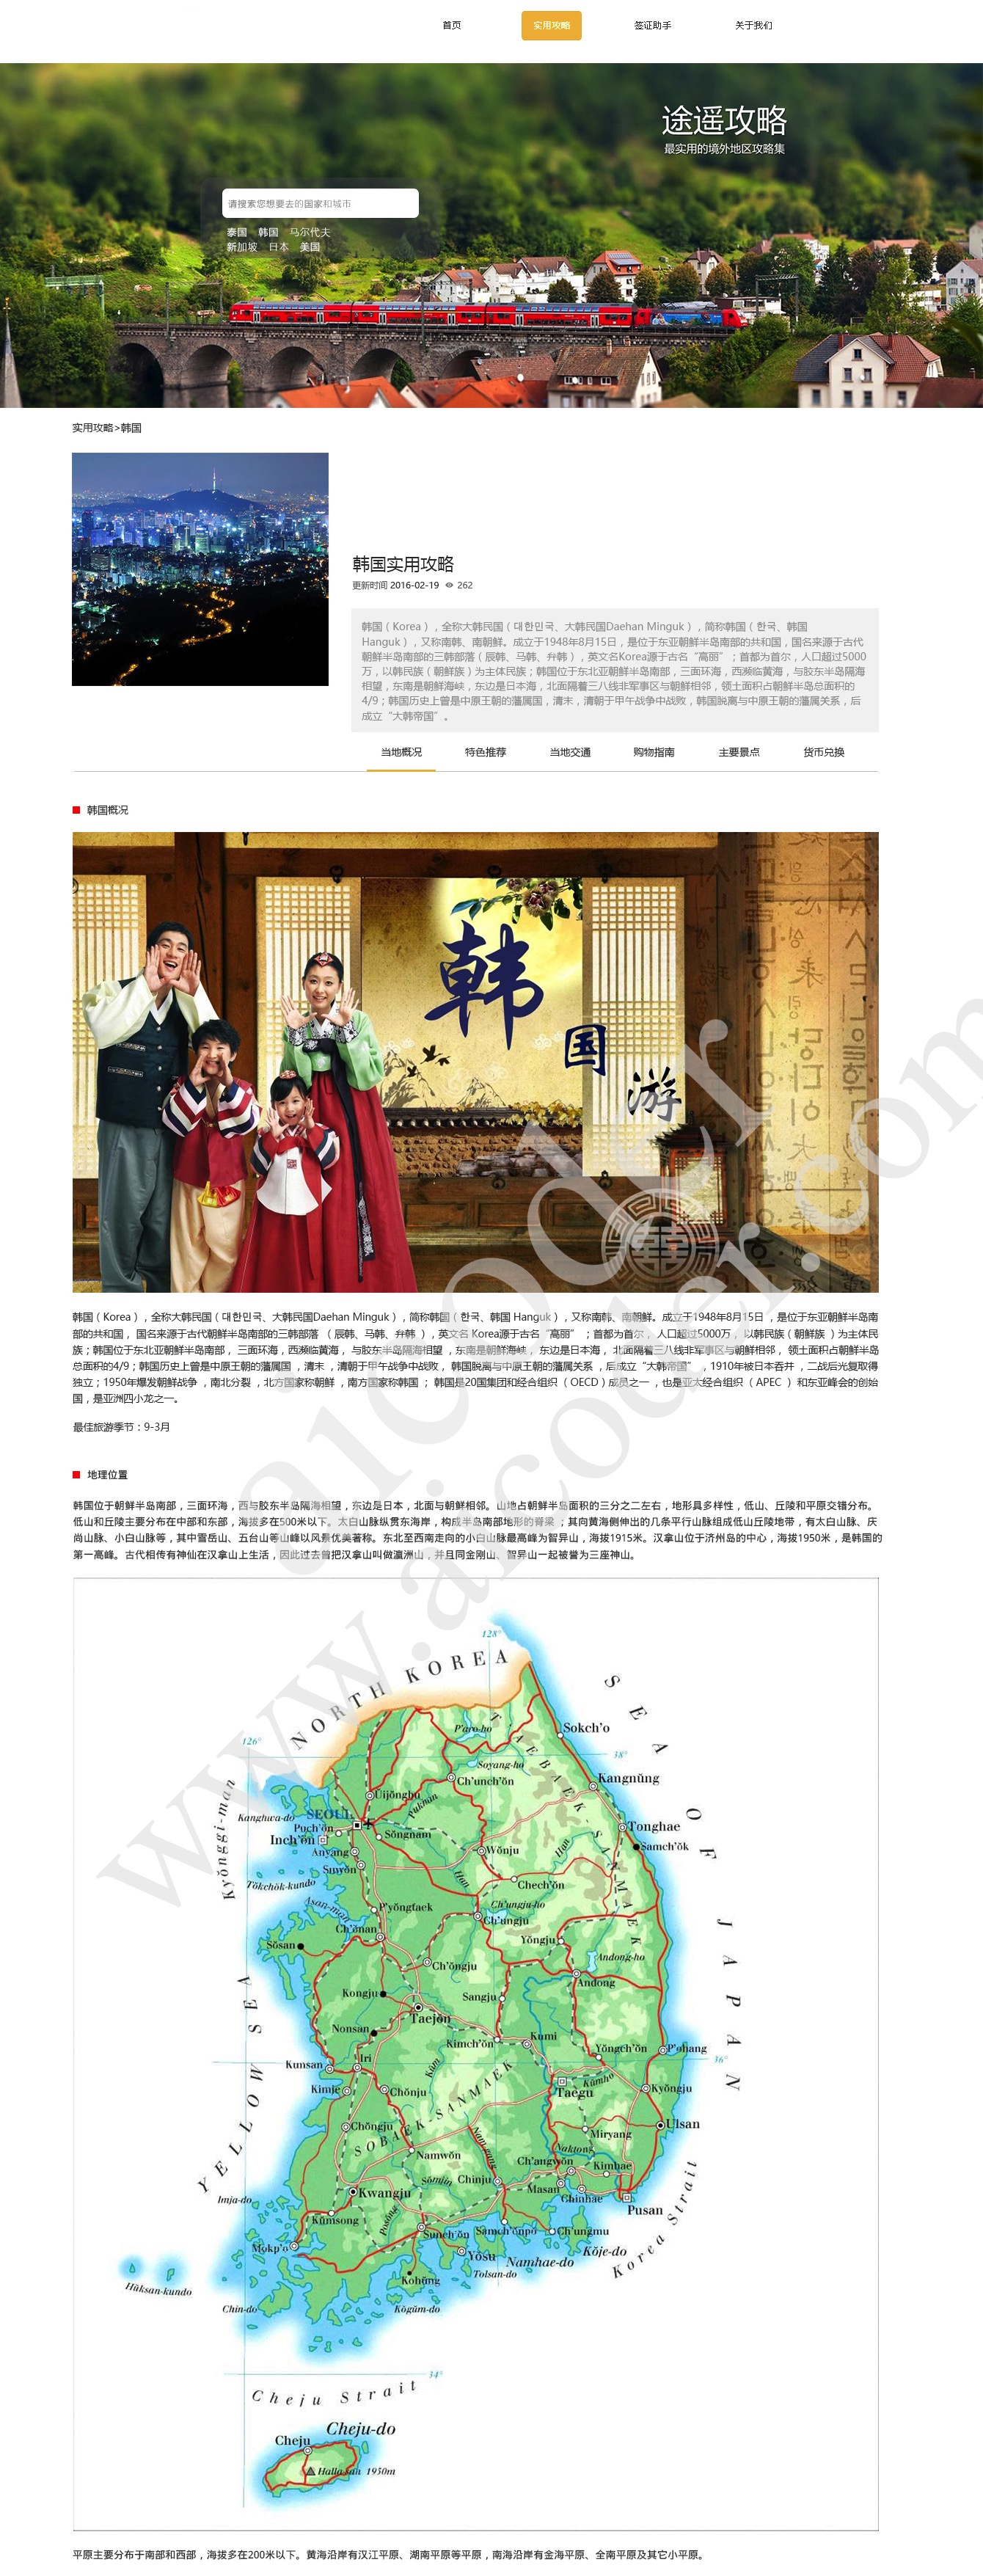 首页 实用攻略 签证助手 关于我们
途遥攻略
最实用的境外地区攻略集
请搜索您想要去的国家和城市
泰国 韩国 马尔代夫
新加坡 日本 美国
实用攻略>韩国
韩国实用攻略
更新时间 2016-02-19 262
韩国（Korea），全称大韩民国（대한민국、大韩民国Daehan Minguk），简称韩国（한국、韩国
Hanguk），又称南韩、南朝鲜。成立于1948年8月15日，是位于东亚朝鲜半岛南部的共和国，国名来源于古代
朝鲜半岛南部的三韩部落（辰韩、马韩、弁韩），英文名Korea源于古名“高丽”；首都为首尔，人口超过5000
万，以韩民族（朝鲜族）为主体民族；韩国位于东北亚朝鲜半岛南部，三面环海，西濒临黄海，与胶东半岛隔海
相望，东南是朝鲜海峡，东边是日本海，北面隔着三八线非军事区与朝鲜相邻，领土面积占朝鲜半岛总面积的
4/9；韩国历史上曾是中原王朝的藩属国，清末，清朝于甲午战争中战败，韩国脱离与中原王朝的藩属关系，后
成立“大韩帝国”。
当地概况 特色推荐 当地交通 购物指南 主要景点 货币兑换
韩国概况
韩
国
游
韩国（Korea），全称大韩民国（대한민국、大韩民国Daehan Minguk），简称韩国（한국、韩国 Hanguk），又称南韩、南朝鲜。成立于1948年8月15日，是位于东亚朝鲜半岛南
部的共和国，国名来源于古代朝鲜半岛南部的三韩部落（辰韩、马韩、弁韩），英文名 Korea源于古名“高丽”；首都为首尔，人口超过5000万，以韩民族（朝鲜族）为主体民
族；韩国位于东北亚朝鲜半岛南部，三面环海，西濒临黄海，与胶东半岛隔海相望，东南是朝鲜海峡，东边是日本海，北面隔着三八线非军事区与朝鲜相邻，领土面积占朝鲜半岛
总面积的4/9；韩国历史上曾是中原王朝的藩属国，清末，清朝于甲午战争中战败，韩国脱离与中原王朝的藩属关系，后成立“大韩帝国”，1910年被日本吞并，二战后光复取得
独立；1950年爆发朝鲜战争，南北分裂，北方国家称朝鲜，南方国家称韩国；韩国是20国集团和经合组织（OECD）成员之一，也是亚太经合组织（APEC）和东亚峰会的创始
国，是亚洲四小龙之一。
最佳旅游季节：9-3月
地理位置
韩国位于朝鲜半岛南部，三面环海，西与胶东半岛隔海相望，东边是日本，北面与朝鲜相邻。山地占朝鲜半岛面积的三分之二左右，地形具多样性，低山、丘陵和平原交错分布。
低山和丘陵主要分布在中部和东部，海拔多在500米以下。太白山脉纵贯东海岸，构成半岛南部地形的脊梁；其向黄海侧伸出的几条平行山脉组成低山丘陵地带，有太白山脉、庆
尚山脉、小白山脉等，其中雪岳山、五台山等山峰以风景优美著称。东北至西南走向的小白山脉最高峰为智异山，海拔1915米。汉拿山位于济州岛的中心，海拔1950米，是韩国的
第一高峰。古代相传有神仙在汉拿山上生活，因此过去曾把汉拿山叫做瀛洲山，并且同金刚山、智异山一起被誉为三座神山。
128°
NORTH KOREA
SEA OF JAPAN
P'aro-ho
Sokch'o
126°
38°
T'AEBAEK-SANMAEK
Soyang-ho
Ch'unch'ŏn
Kangnŭng
Kyŏnggi-man
Ŭijŏngbu
Pukhan
Kanghwa-do
SEOUL
Puch'ŏn
Tonghae
Inch'ŏn
Sŏngnam
Samch'ŏk
Anyang
Wŏnju
Han
Suwŏn
Han
Chech'ŏn
Tŏkchŏk-kundo
Asan-man
P'yŏngtaek
Ch'ungju-ho
Ch'ungju
Ch'ŏnan
Yŏngju
Sŏsan
Ch'ŏngju
Andong-ho
Andong
Kongju
Sangju
Taejŏn
Nonsan
Kumi
Kimch'ŏn
Yŏngch'ŏn
P'ohang
Iri
36°
Kunsan
Kŭm
Kŭmho
Taegu
Kimje
Chŏnju
Kyŏngju
SOBAEK-SANMAEK
Chŏngju
Ulsan
Miryang
Nam-gang
Naktong
Namwŏn
Ch'angwŏn
Kimhae
YELLOW SEA
Sŏmjin
Chinju
Masan
Chinhae
Kwangju
Pusan
Imja-do
Posŏng
Kŭmsong
Sunch'ŏn
Samch'ŏnpo
Ch'ungmu
Mokp'o
Yŏsu
Namhae-do
Kŏje-do
Korea Strait
Tolsan-do
Kohŭng
Hŭksan-kundo
Chin-do
Kŏgŭm-do
34°
Cheju Strait
Cheju-do
Cheju
Halla-san 1950m
平原主要分布于南部和西部，海拔多在200米以下。黄海沿岸有汉江平原、湖南平原等平原，南海沿岸有金海平原、全南平原及其它小平原。
aicoder
www.aicoder.com